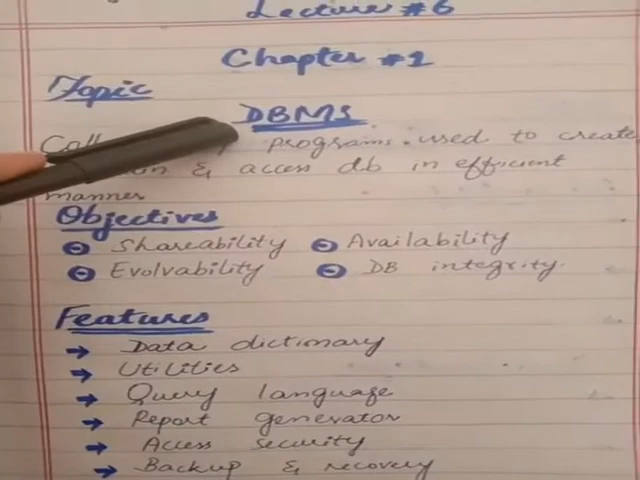 Lecture #6
Chapter #1
Topic
DBMS
programs used to create
& access db in efficient
manner
Objectives
Shareability Availability
Evolvability DB integrity.
Features
→ Data dictionary
→ Utilities
→ Query language
→ Report generator
→ Access security
→ Backup & recovery